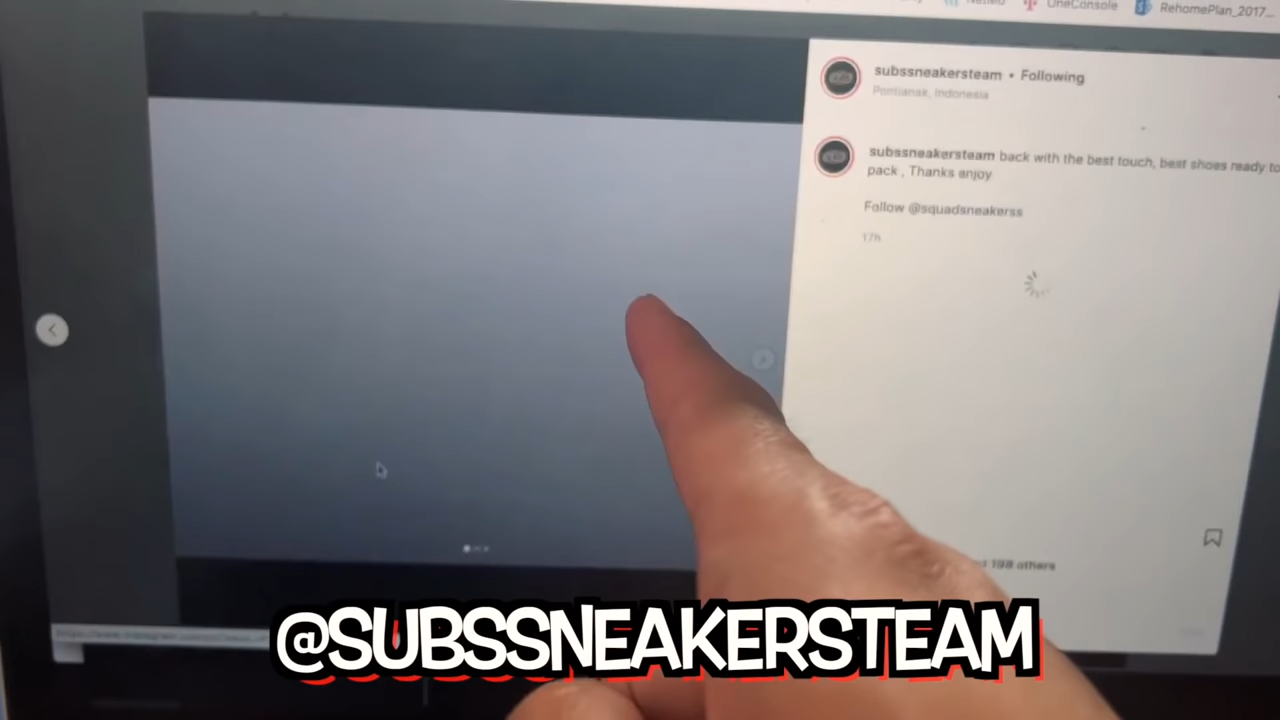 OneConsole
RehomePlan_2017...
subssneakersteam • Following
Pontianak, Indonesia
subssneakersteam back with the best touch, best shoes ready to
pack , Thanks enjoy
Follow @squadsneakerss
17h
198 others
@SUBSSNEAKERSTEAM